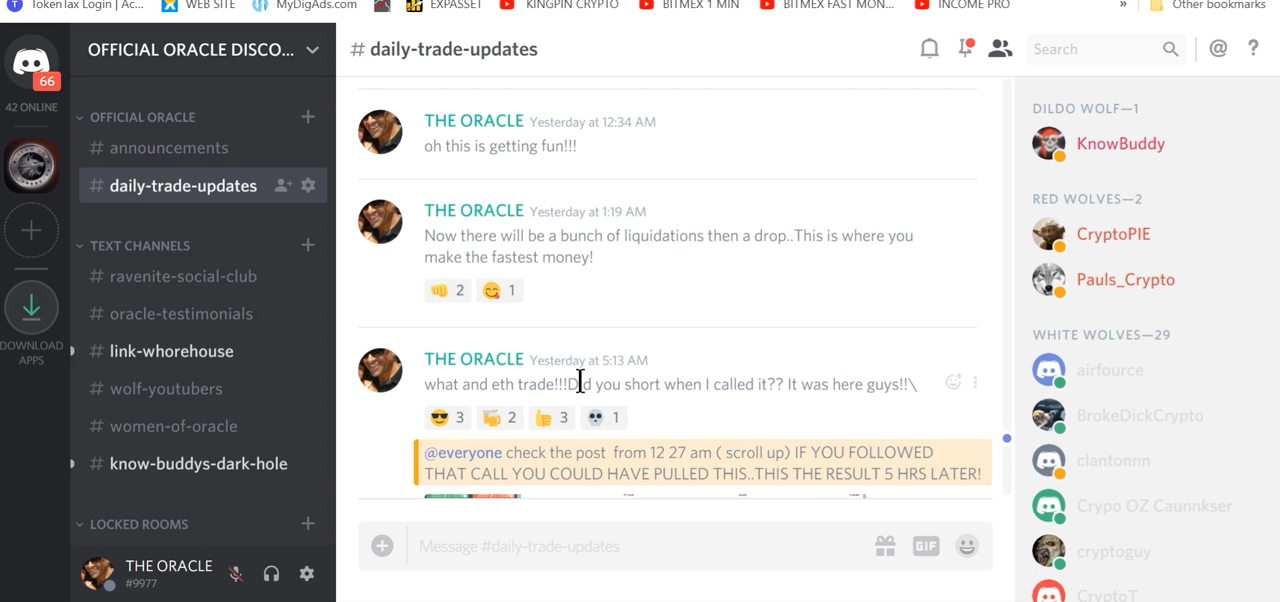 TokenTax Login | Ac...
WEB SITE
MyDigAds.com
EXPASSET
KINGPIN CRYPTO
BITMEX 1 MIN
BITMEX FAST MON...
INCOME PRO
»
Other bookmarks
66
42 ONLINE
DOWNLOAD
APPS
OFFICIAL ORACLE DISCO...
OFFICIAL ORACLE
# announcements
# daily-trade-updates
TEXT CHANNELS
# ravenite-social-club
# oracle-testimonials
# link-whorehouse
# wolf-youtubers
# women-of-oracle
# know-buddys-dark-hole
LOCKED ROOMS
THE ORACLE
#9977
# daily-trade-updates
Search
THE ORACLE Yesterday at 12:34 AM
oh this is getting fun!!!
THE ORACLE Yesterday at 1:19 AM
Now there will be a bunch of liquidations then a drop..This is where you
make the fastest money!
2 1
THE ORACLE Yesterday at 5:13 AM
what and eth trade!!!Did you short when I called it?? It was here guys!!\
3 2 3 1
@everyone check the post from 12 27 am ( scroll up) IF YOU FOLLOWED
THAT CALL YOU COULD HAVE PULLED THIS..THIS THE RESULT 5 HRS LATER!
Message #daily-trade-updates
GIF
DILDO WOLF—1
KnowBuddy
RED WOLVES—2
CryptoPIE
Pauls_Crypto
WHITE WOLVES—29
airfource
BrokeDickCrypto
clantonnn
Crypo OZ Caunnkser
cryptoguy
CryptoT